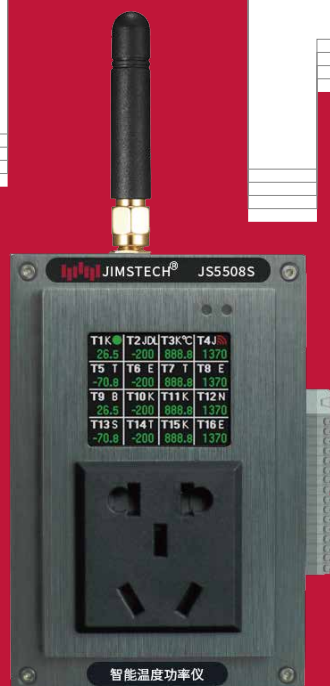 JIMSTECH® JS5508S
T1K T2JDL T3K℃ T4J
26.5 -200 888.8 1370
T5 T T6 E T7 T T8 E
-70.8 -200 888.8 1370
T9 B T10K T11K T12N
26.5 -200 888.8 1370
T13S T14T T15K T16E
-70.8 -200 888.8 1370
智能温度功率仪